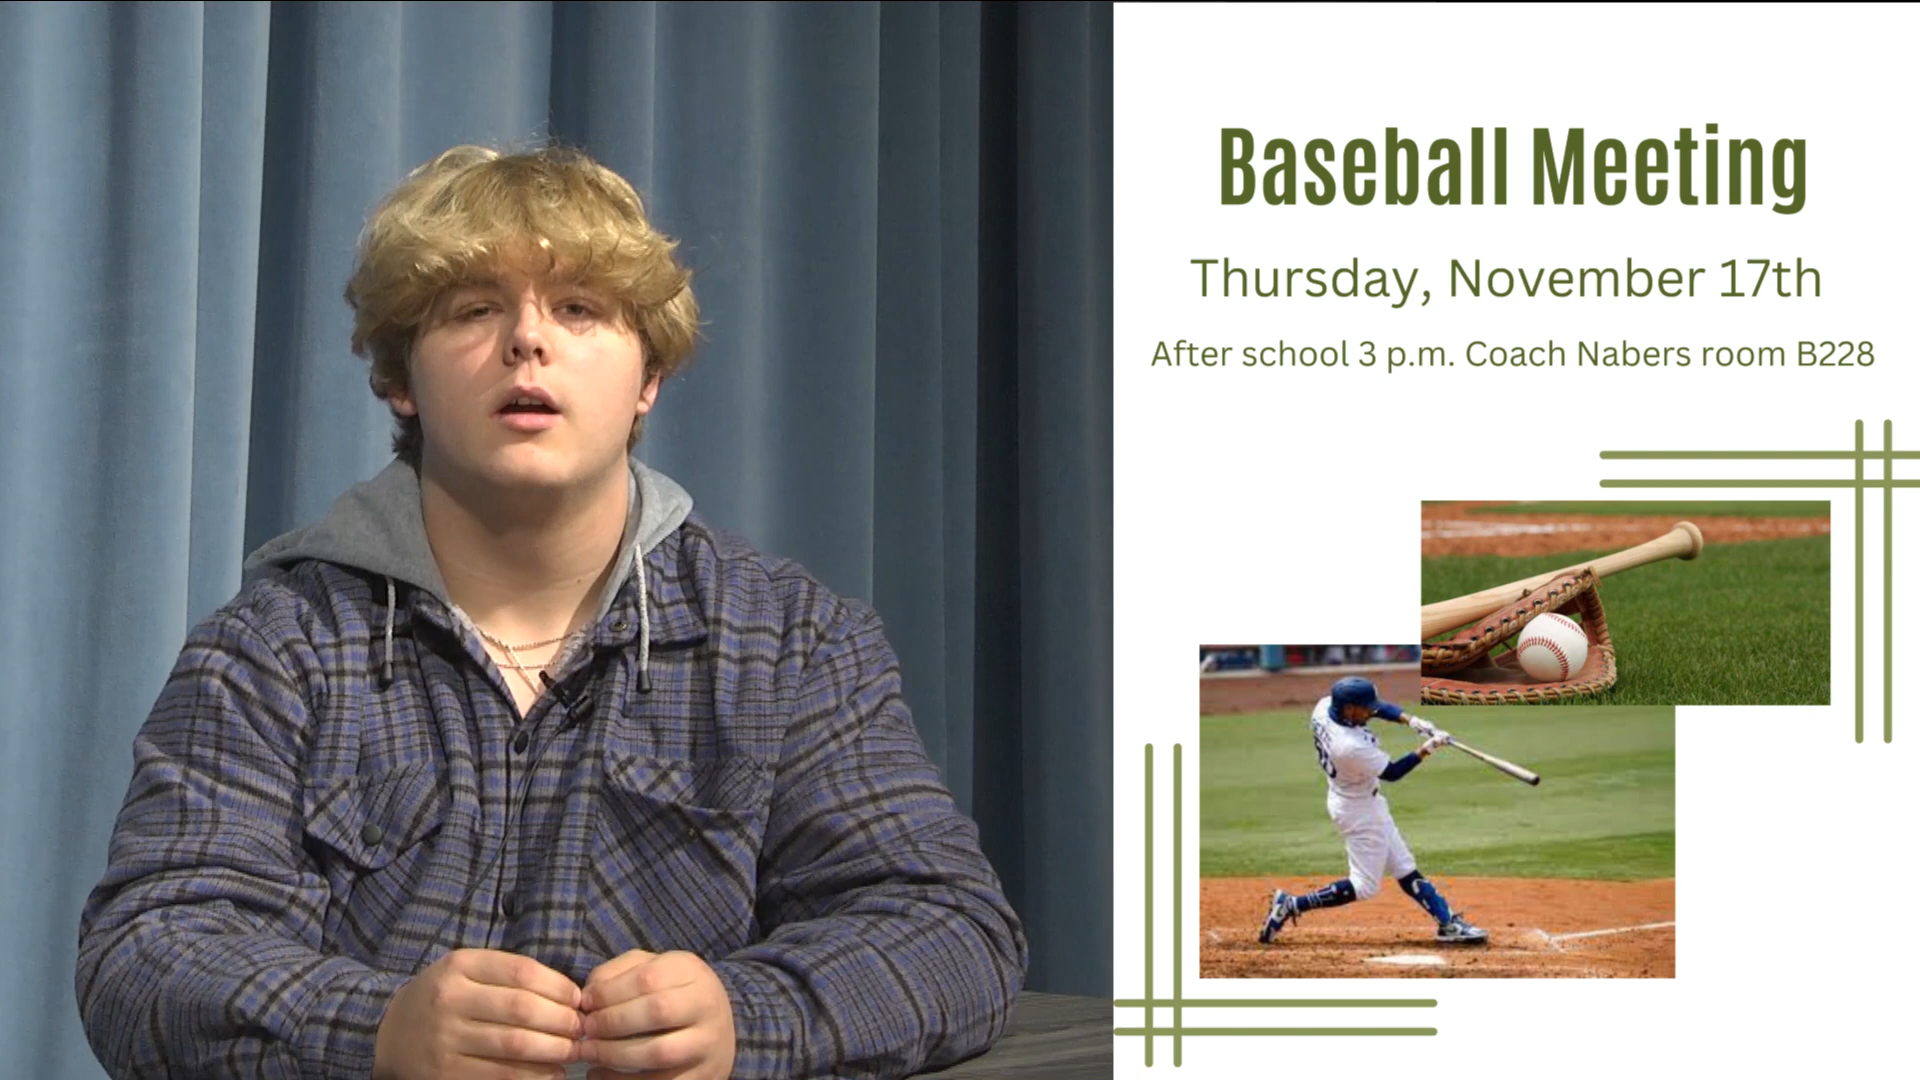 Baseball Meeting
Thursday, November 17th
After school 3 p.m. Coach Nabers room B228